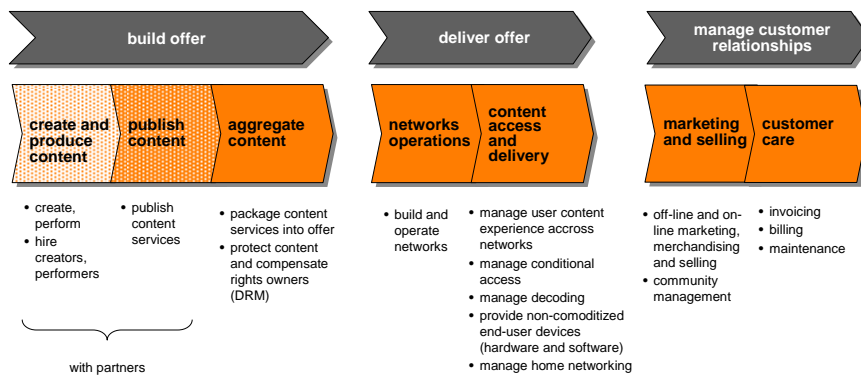 build offer
deliver offer
manage customer
relationships
create and
produce
content
publish
content
aggregate
content
networks
operations
content
access
and
delivery
marketing
and selling
customer
care
• create,
perform
• hire
creators,
performers
• publish
content
services
• package content
services into offer
• protect content
and compensate
rights owners
(DRM)
• build and
operate
networks
• manage user content
experience accross
networks
• manage conditional
access
• manage decoding
• provide non-comoditized
end-user devices
(hardware and software)
• manage home networking
• off-line and on-
line marketing,
merchandising
and selling
• community
management
• invoicing
• billing
• maintenance
with partners